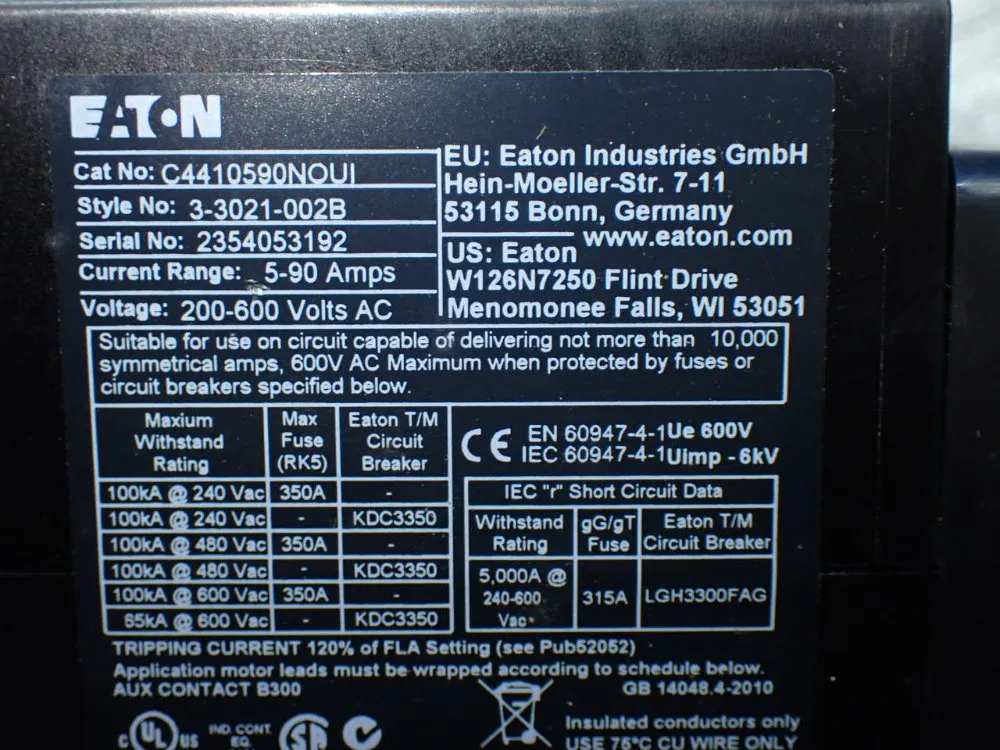 EATON
Cat No: C4410590NOUI
Style No: 3-3021-002B
Serial No: 2354053192
Current Range: 5-90 Amps
Voltage: 200-600 Volts AC
EU: Eaton Industries GmbH
Hein-Moeller-Str. 7-11
53115 Bonn, Germany
www.eaton.com
US: Eaton
W126N7250 Flint Drive
Menomonee Falls, WI 53051
Suitable for use on circuit capable of delivering not more than 10,000
symmetrical amps, 600V AC Maximum when protected by fuses or
circuit breakers specified below.
Maxium Withstand Rating Max Fuse (RK5) Eaton T/M Circuit Breaker
100kA @ 240 Vac 350A -
100kA @ 240 Vac - KDC3350
100kA @ 480 Vac 350A -
100kA @ 480 Vac - KDC3350
100kA @ 600 Vac 350A -
65kA @ 600 Vac - KDC3350
CE EN 60947-4-1 Ue 600V
IEC 60947-4-1 Uimp - 6kV
IEC "r" Short Circuit Data
Withstand Rating gG/gT Fuse Eaton T/M Circuit Breaker
5,000A @ 240-600 Vac 315A LGH3300FAG
TRIPPING CURRENT 120% of FLA Setting (see Pub52052)
Application motor leads must be wrapped according to schedule below.
AUX CONTACT B300
GB 14048.4-2010
c UL US IND. CONT. EQ.
Insulated conductors only
USE 75°C CU WIRE ONLY